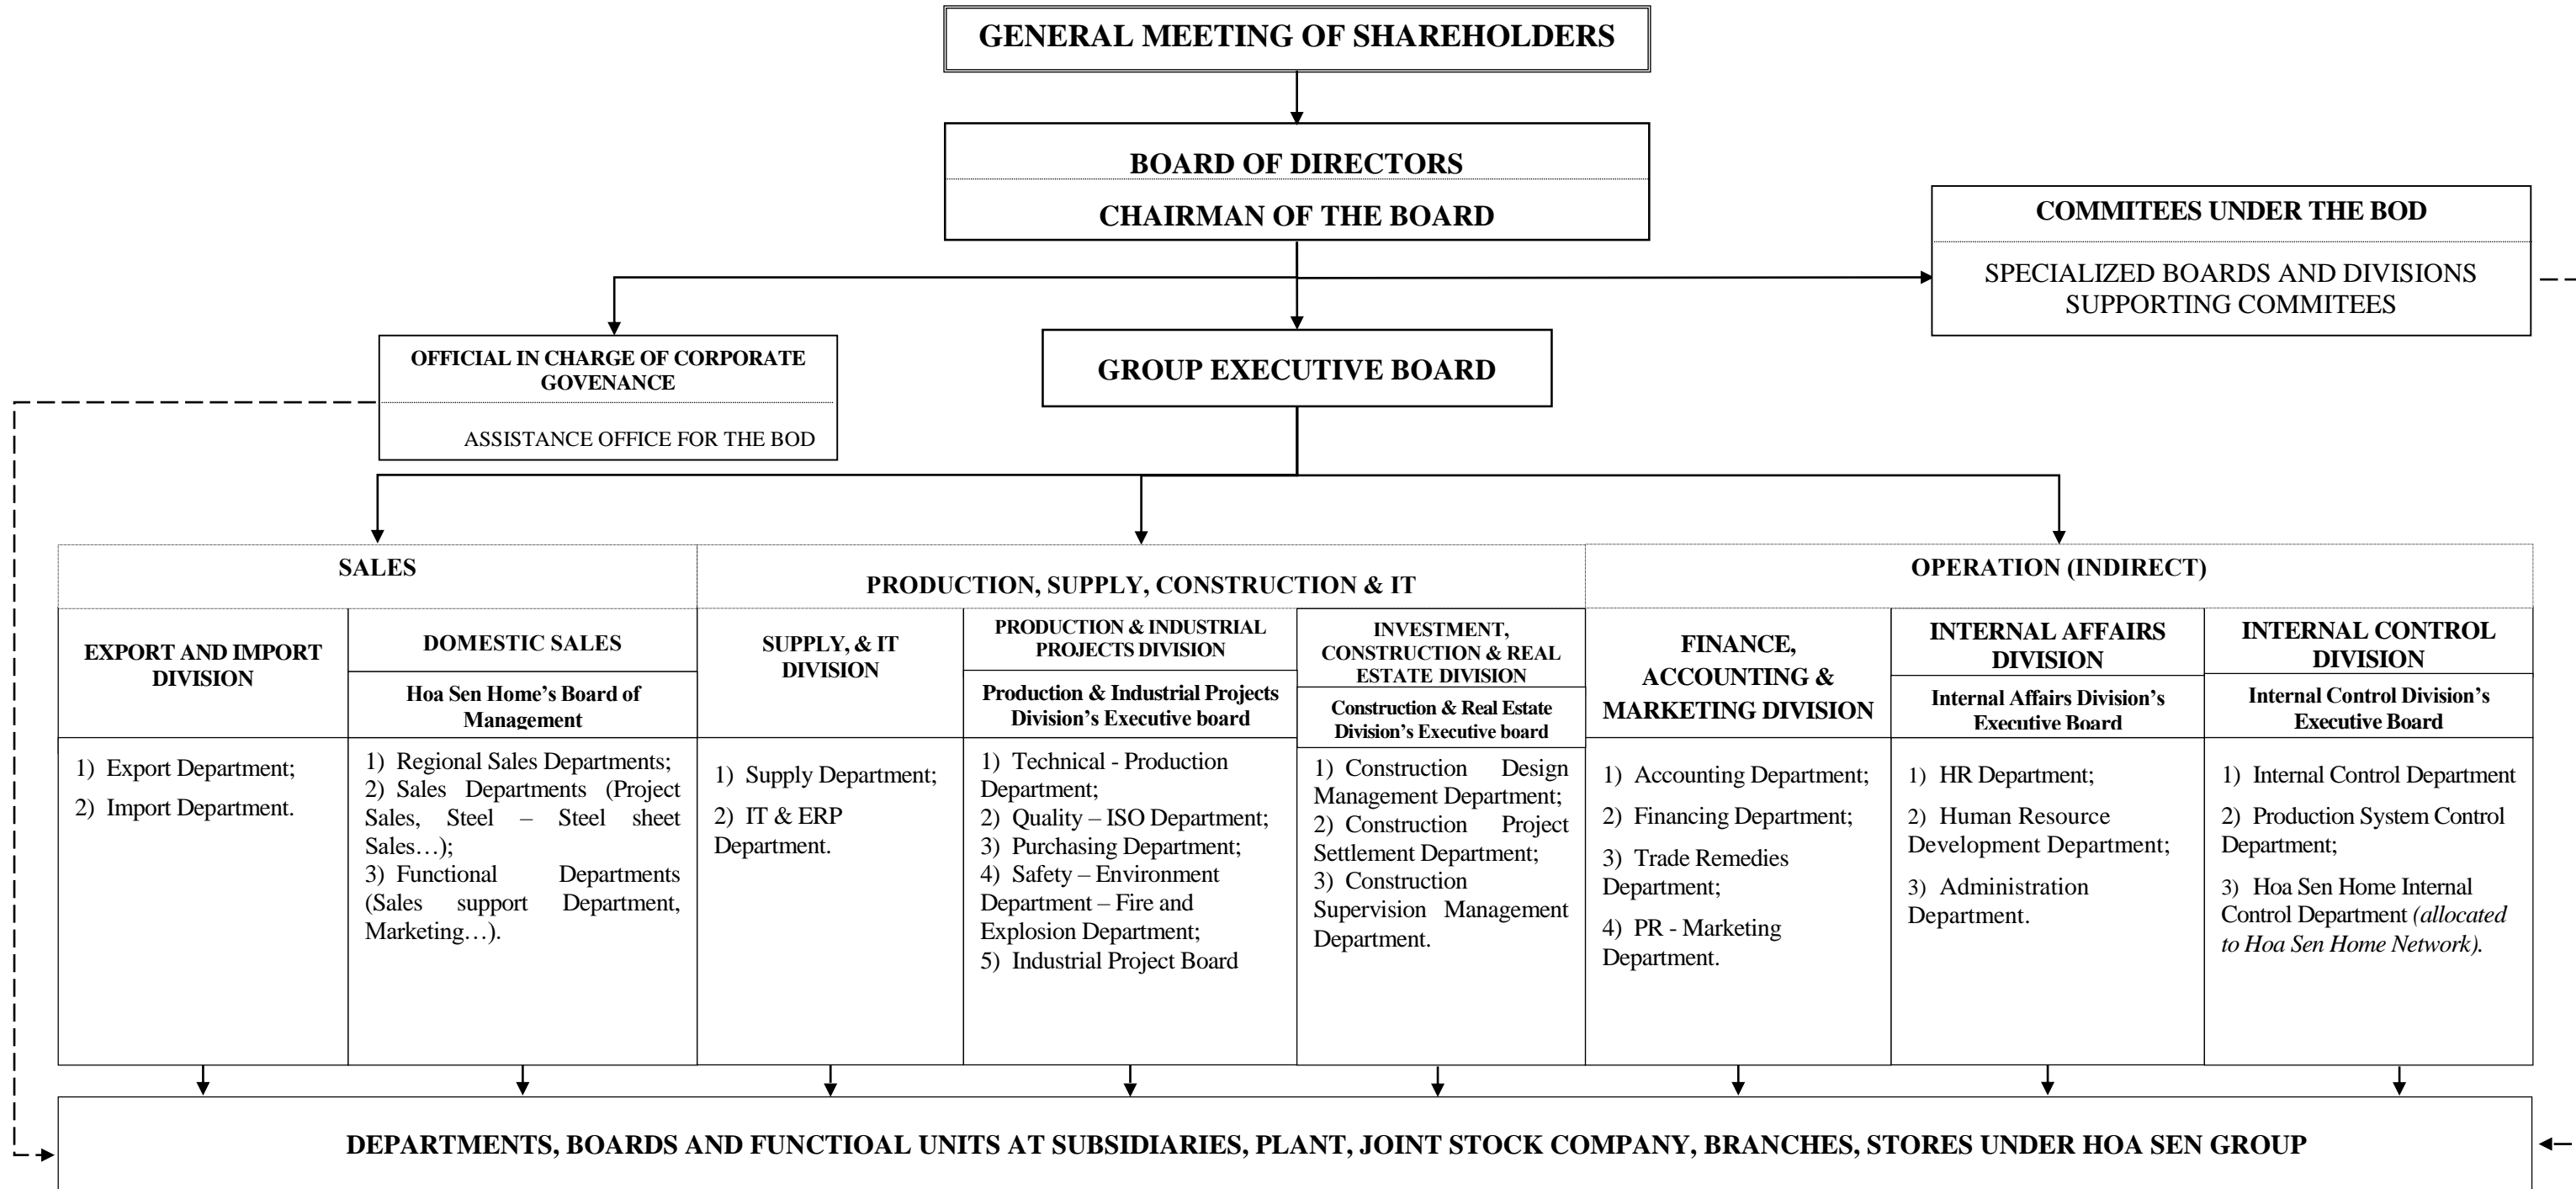 GENERAL MEETING OF SHAREHOLDERS
BOARD OF DIRECTORS
CHAIRMAN OF THE BOARD
COMMITEES UNDER THE BOD
SPECIALIZED BOARDS AND DIVISIONS
SUPPORTING COMMITEES
OFFICIAL IN CHARGE OF CORPORATE
GOVENANCE
ASSISTANCE OFFICE FOR THE BOD
GROUP EXECUTIVE BOARD
SALES
PRODUCTION, SUPPLY, CONSTRUCTION & IT
OPERATION (INDIRECT)
EXPORT AND IMPORT
DIVISION
1) Export Department;
2) Import Department.
DOMESTIC SALES
Hoa Sen Home’s Board of
Management
1) Regional Sales Departments;
2) Sales Departments (Project
Sales, Steel – Steel sheet
Sales…);
3) Functional Departments
(Sales support Department,
Marketing…).
SUPPLY, & IT
DIVISION
1) Supply Department;
2) IT & ERP
Department.
PRODUCTION & INDUSTRIAL
PROJECTS DIVISION
Production & Industrial Projects
Division’s Executive board
1) Technical - Production
Department;
2) Quality – ISO Department;
3) Purchasing Department;
4) Safety – Environment
Department – Fire and
Explosion Department;
5) Industrial Project Board
INVESTMENT,
CONSTRUCTION & REAL
ESTATE DIVISION
Construction & Real Estate
Division’s Executive board
1) Construction Design
Management Department;
2) Construction Project
Settlement Department;
3) Construction
Supervision Management
Department.
FINANCE,
ACCOUNTING &
MARKETING DIVISION
1) Accounting Department;
2) Financing Department;
3) Trade Remedies
Department;
4) PR - Marketing
Department.
INTERNAL AFFAIRS
DIVISION
Internal Affairs Division’s
Executive Board
1) HR Department;
2) Human Resource
Development Department;
3) Administration
Department.
INTERNAL CONTROL
DIVISION
Internal Control Division’s
Executive Board
1) Internal Control Department
2) Production System Control
Department;
3) Hoa Sen Home Internal
Control Department (allocated
to Hoa Sen Home Network).
DEPARTMENTS, BOARDS AND FUNCTIOAL UNITS AT SUBSIDIARIES, PLANT, JOINT STOCK COMPANY, BRANCHES, STORES UNDER HOA SEN GROUP